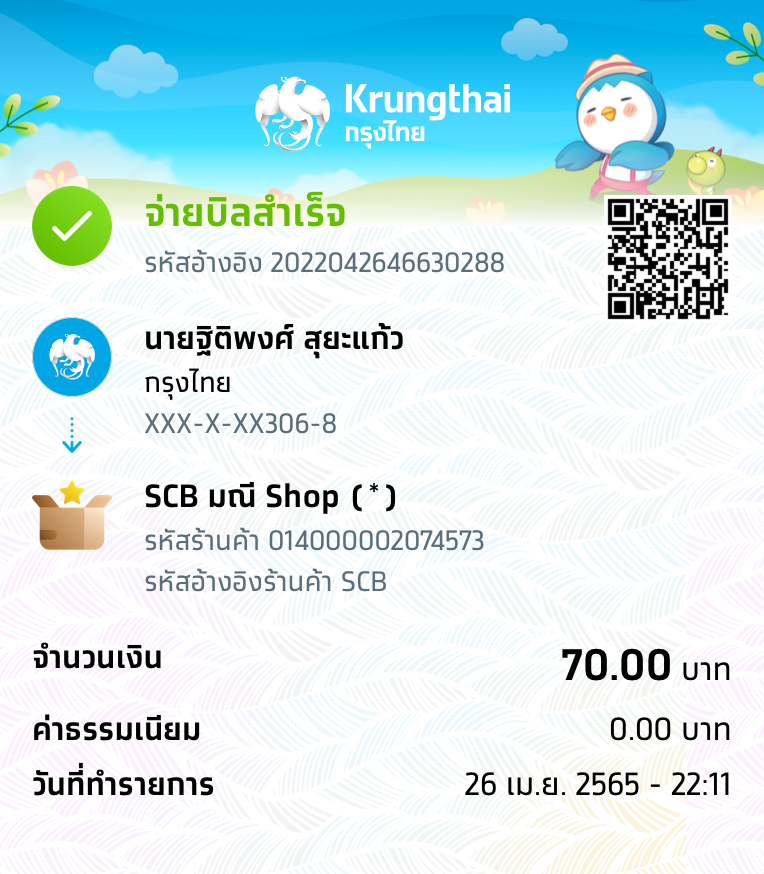 Krungthai
กรุงไทย
จ่ายบิลสำเร็จ
รหัสอ้างอิง 2022042646630288
นายฐิติพงศ์ สุยะแก้ว
กรุงไทย
XXX-X-XX306-8
SCB มณี Shop (*)
รหัสร้านค้า 014000002074573
รหัสอ้างอิงร้านค้า SCB
จำนวนเงิน 70.00 บาท
ค่าธรรมเนียม 0.00 บาท
วันที่ทำรายการ 26 เม.ย. 2565 - 22:11